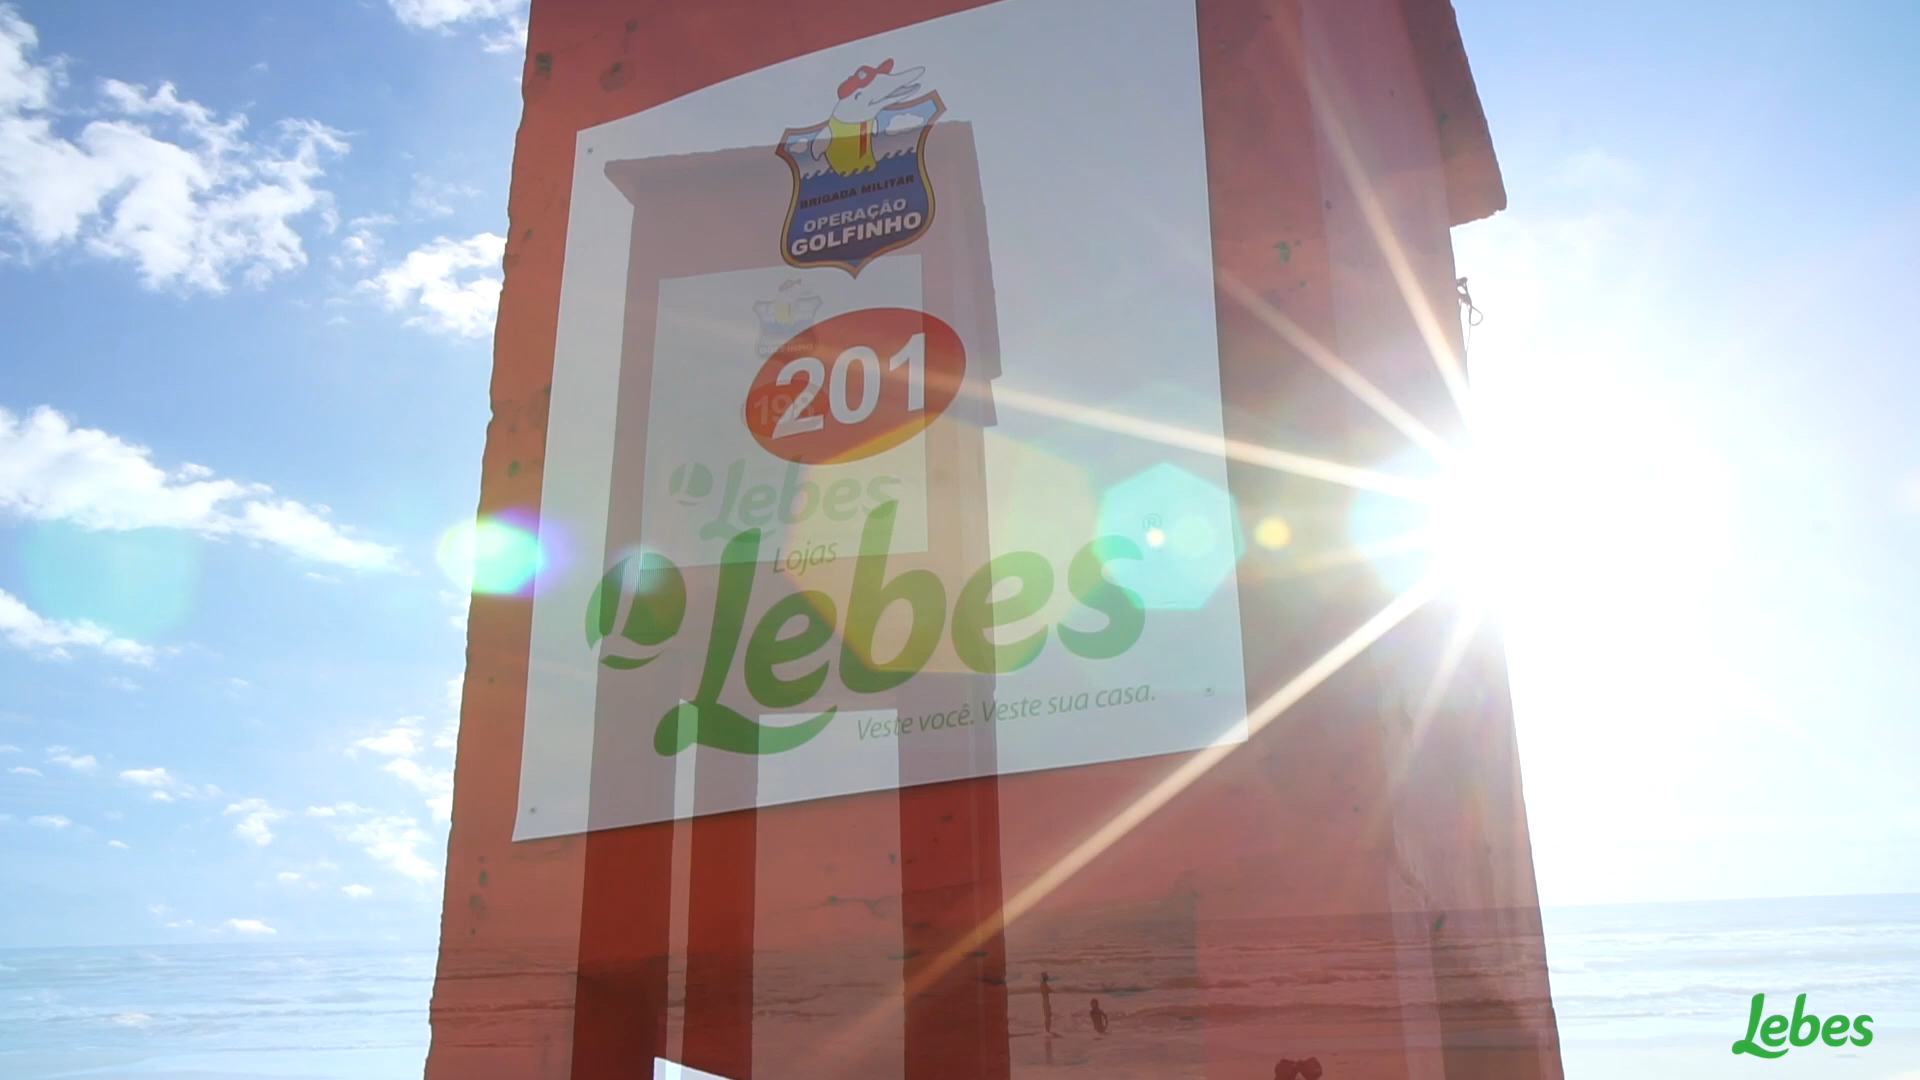 BRIGADA MILITAR
OPERAÇÃO
GOLFINHO
201
Lebes
Lojas
Lebes
®
Veste você. Veste sua casa.
Lebes